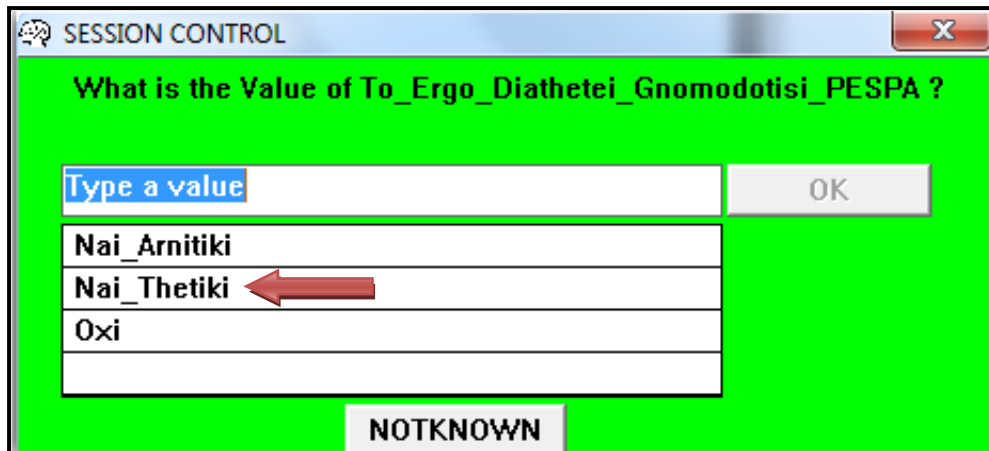 SESSION CONTROL
What is the Value of To_Ergo_Diathetei_Gnomodotisi_PESPA ?
Type a value
OK
Nai_Arnitiki
Nai_Thetiki
Oxi
NOTKNOWN